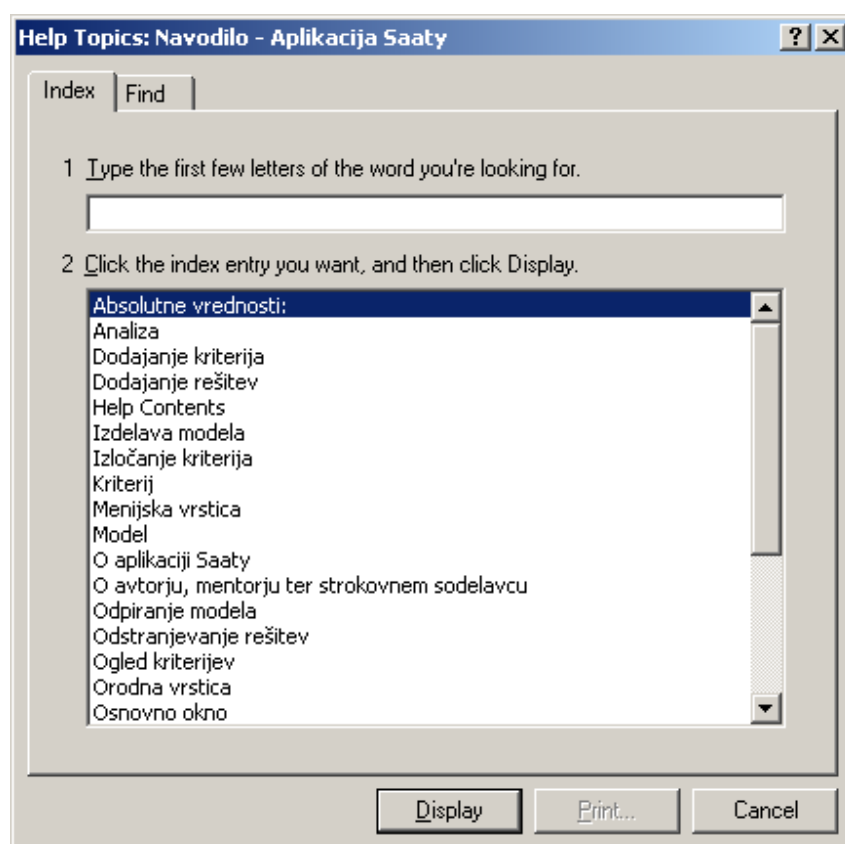 Help Topics: Navodilo - Aplikacija Saaty
Index Find
1 Type the first few letters of the word you're looking for.
2 Click the index entry you want, and then click Display.
Absolutne vrednosti:
Analiza
Dodajanje kriterija
Dodajanje rešitev
Help Contents
Izdelava modela
Izločanje kriterija
Kriterij
Menijska vrstica
Model
O aplikaciji Saaty
O avtorju, mentorju ter strokovnem sodelavcu
Odpiranje modela
Odstranjevanje rešitev
Ogled kriterijev
Orodna vrstica
Osnovno okno
Display Print... Cancel